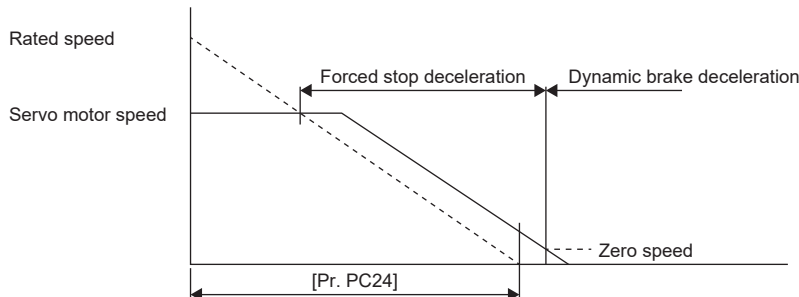 Rated speed
Forced stop deceleration
Dynamic brake deceleration
Servo motor speed
Zero speed
[Pr. PC24]